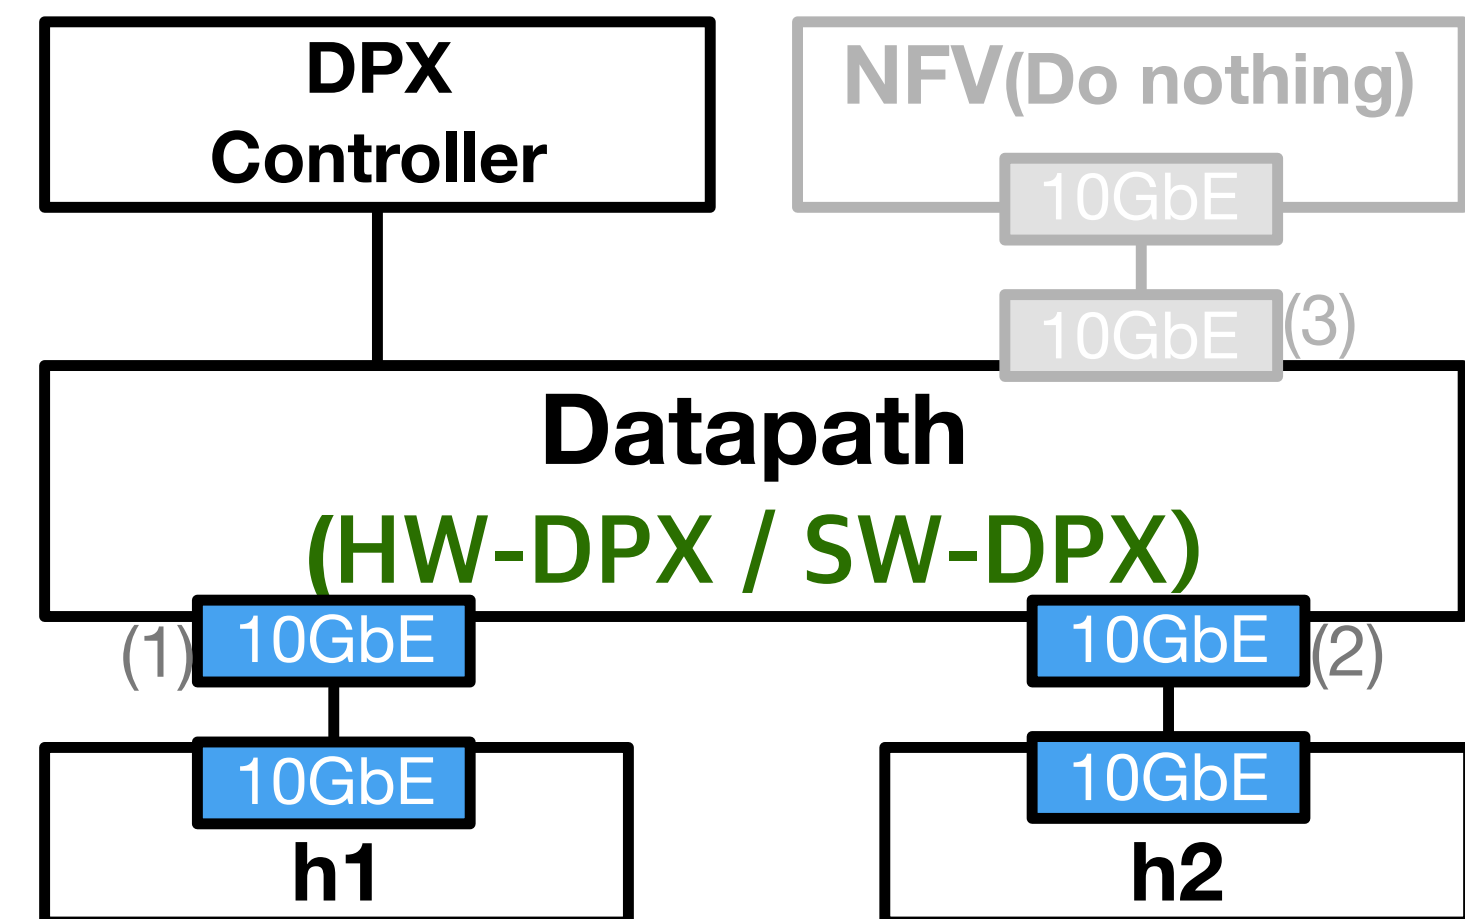 DPX
Controller
NFV(Do nothing)
10GbE
10GbE (3)
Datapath
(HW-DPX / SW-DPX)
(1) 10GbE
10GbE (2)
10GbE
10GbE
h1
h2